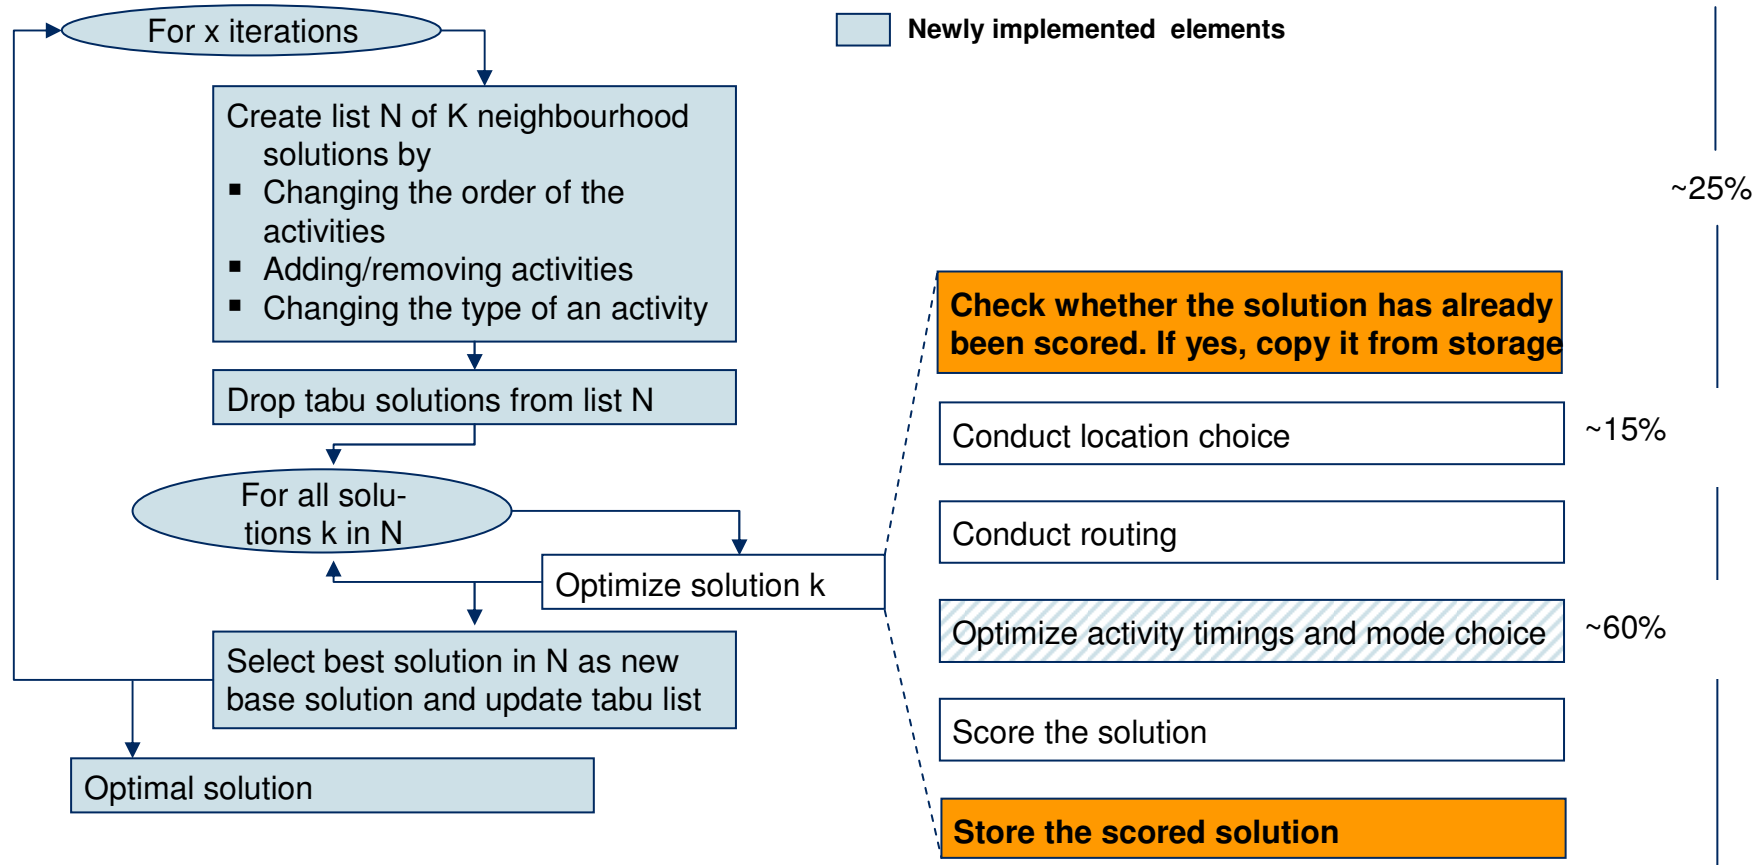 For x iterations
Newly implemented elements
Create list N of K neighbourhood
solutions by
▪ Changing the order of the
activities
▪ Adding/removing activities
▪ Changing the type of an activity
Drop tabu solutions from list N
For all solu-
tions k in N
Optimize solution k
Select best solution in N as new
base solution and update tabu list
Optimal solution
~25%
Check whether the solution has already
been scored. If yes, copy it from storage
Conduct location choice
~15%
Conduct routing
Optimize activity timings and mode choice
~60%
Score the solution
Store the scored solution